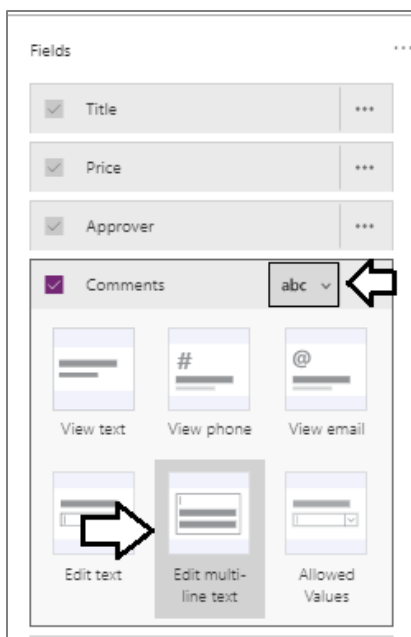 Fields
Title
Price
Approver
Comments abc
#
@
View text View phone View email
Edit text Edit multi- Allowed
line text Values